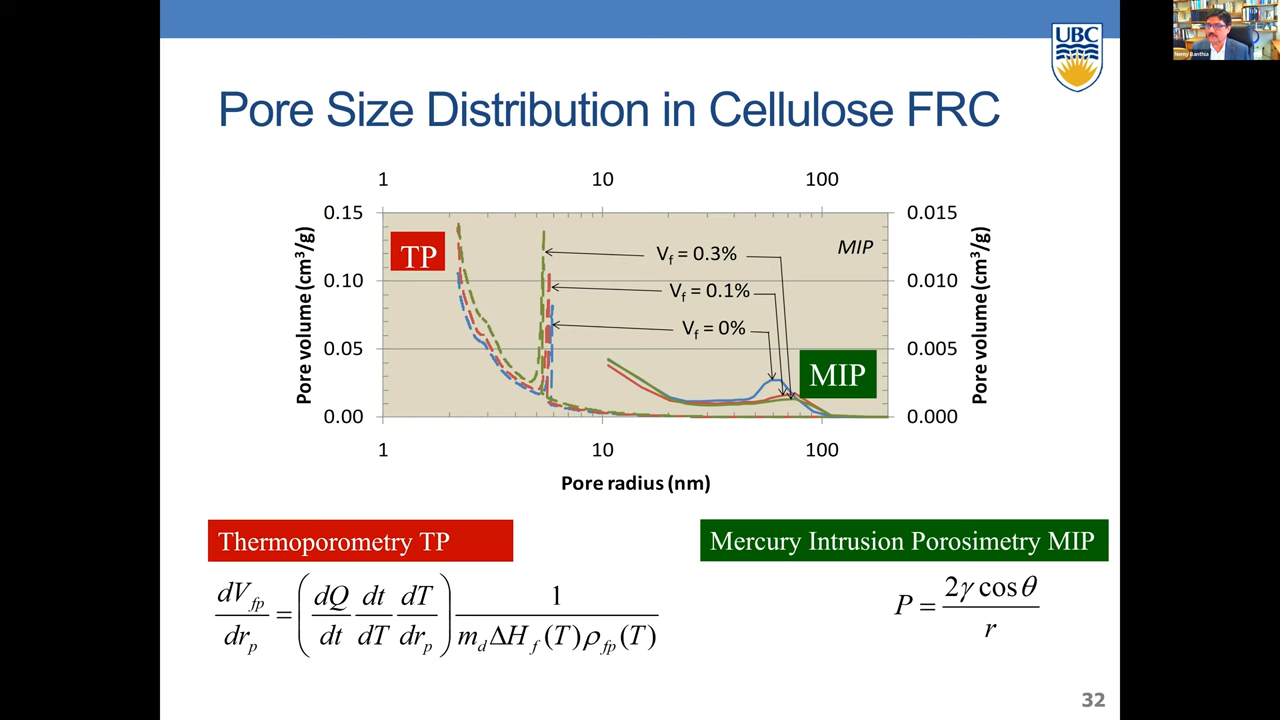 UBC
Nemy Banthia
Pore Size Distribution in Cellulose FRC
1 10 100
0.15 0.015
0.10 0.010
0.05 0.005
0.00 0.000
1 10 100
Pore volume (cm³/g)
Pore volume (cm³/g)
Pore radius (nm)
TP
MIP
V_f = 0.3%
V_f = 0.1%
V_f = 0%
MIP
Thermoporometry TP
Mercury Intrusion Porosimetry MIP
dV_fp/dr_p = (dQ/dt dt/dT dT/dr_p) 1/(m_d ΔH_f(T)ρ_fp(T))
P = 2γ cosθ / r
32